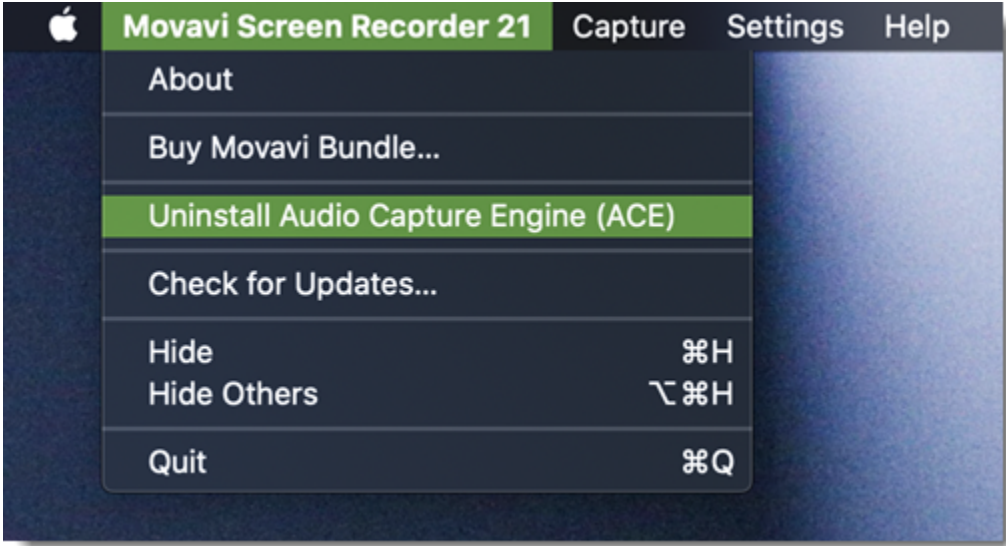 Movavi Screen Recorder 21 Capture Settings Help
About
Buy Movavi Bundle...
Uninstall Audio Capture Engine (ACE)
Check for Updates...
Hide ⌘H
Hide Others ⌥⌘H
Quit ⌘Q